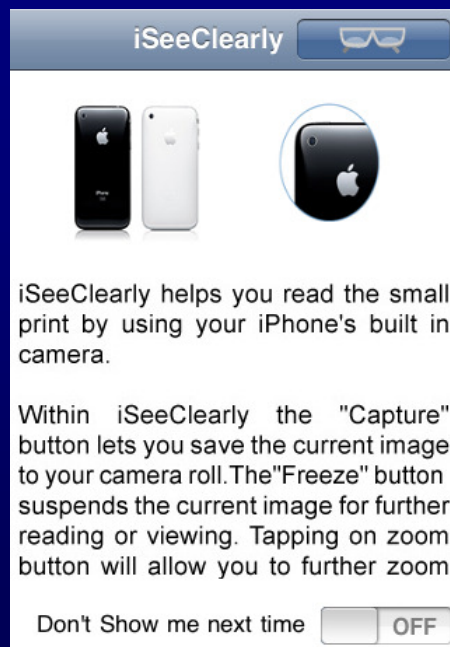 iSeeClearly
iSeeClearly helps you read the small
print by using your iPhone's built in
camera.
Within iSeeClearly the "Capture"
button lets you save the current image
to your camera roll.The"Freeze" button
suspends the current image for further
reading or viewing. Tapping on zoom
button will allow you to further zoom
Don't Show me next time OFF